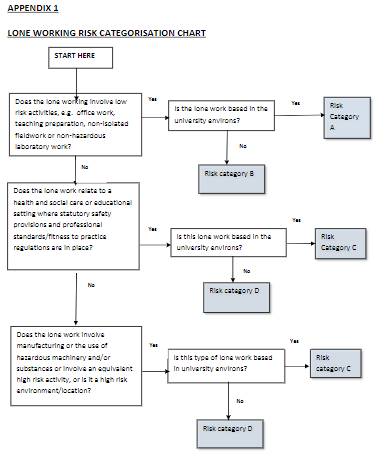 APPENDIX 1
LONE WORKING RISK CATEGORISATION CHART
START HERE
Does the lone working involve low
risk activities, e.g. office work,
teaching preparation, non-isolated
fieldwork or non-hazardous
laboratory work?
Yes
Is the lone work based in the
university environs?
Yes
Risk
Category
A
No
No
Risk category B
Does the lone work relate to a
health and social care or educational
setting where statutory safety
provisions and professional
standards/fitness to practice
regulations are in place?
Yes
Is this lone work based in the
university environs?
Yes
Risk
Category C
No
No
Risk category D
Does the lone work involve
manufacturing or the use of
hazardous machinery and/or
substances or involve an equivalent
high risk activity, or is it a high risk
environment/location?
Yes
Is this type of lone work based
in university environs?
Yes
Risk
category C
No
Risk category D